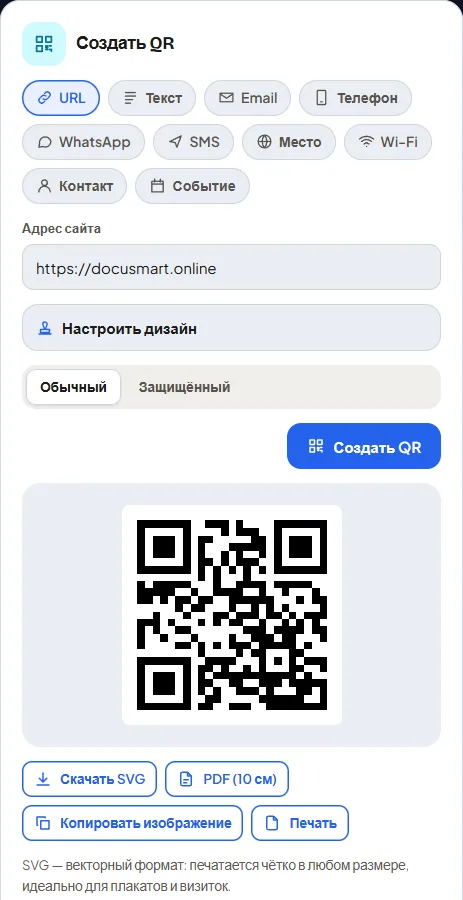 Создать QR
URL
Текст
Email
Телефон
WhatsApp
SMS
Место
Wi-Fi
Контакт
Событие
Адрес сайта
https://docusmart.online
Настроить дизайн
Обычный
Защищённый
Создать QR
Скачать SVG
PDF (10 см)
Копировать изображение
Печать
SVG — векторный формат: печатается чётко в любом размере,
идеально для плакатов и визиток.